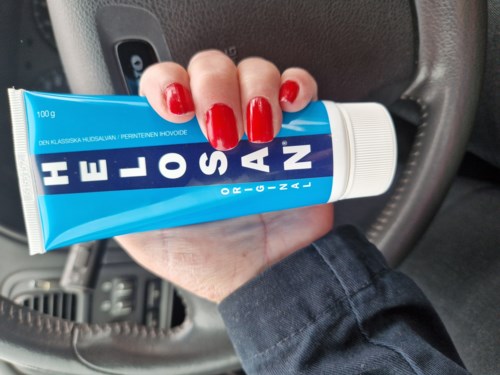 100 g
DEN KLASSISKA HUDSALVAN / PERINTEINEN IHOVOIDE
HELOSAN®
ORIGINAL